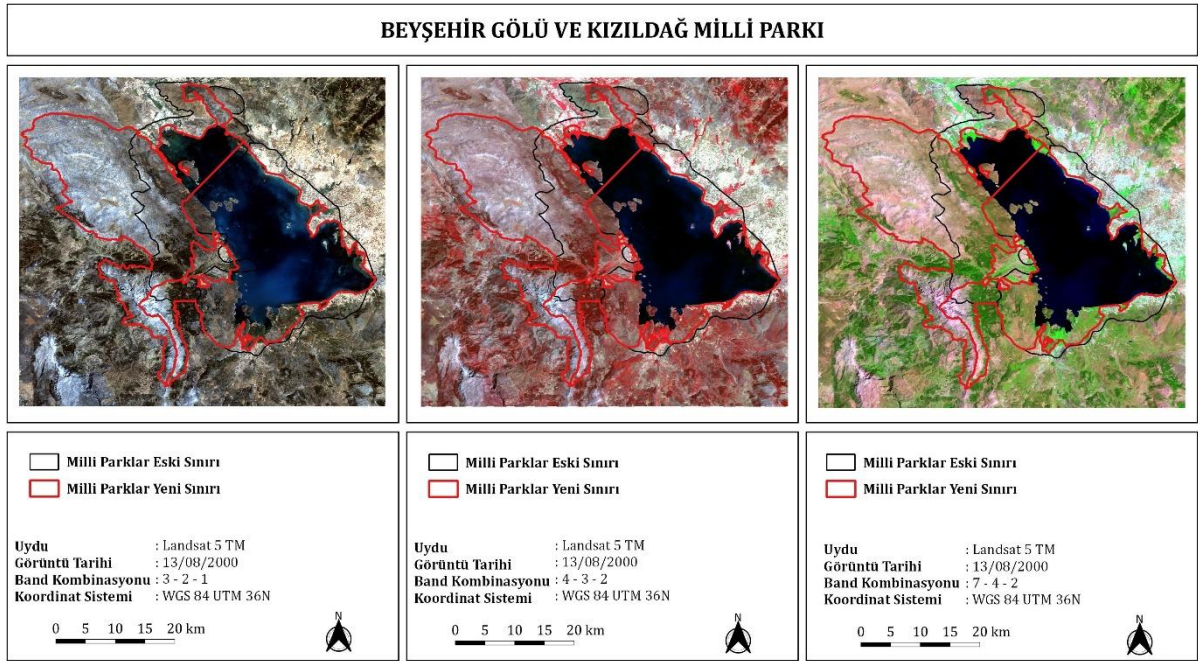 BEYŞEHİR GÖLÜ VE KIZILDAĞ MİLLİ PARKI
Milli Parklar Eski Sınırı
Milli Parklar Yeni Sınırı
Uydu : Landsat 5 TM
Görüntü Tarihi : 13/08/2000
Band Kombinasyonu : 3 - 2 - 1
Koordinat Sistemi : WGS 84 UTM 36N
0 5 10 15 20 km
N
Milli Parklar Eski Sınırı
Milli Parklar Yeni Sınırı
Uydu : Landsat 5 TM
Görüntü Tarihi : 13/08/2000
Band Kombinasyonu : 4 - 3 - 2
Koordinat Sistemi : WGS 84 UTM 36N
0 5 10 15 20 km
N
Milli Parklar Eski Sınırı
Milli Parklar Yeni Sınırı
Uydu : Landsat 5 TM
Görüntü Tarihi : 13/08/2000
Band Kombinasyonu : 7 - 4 - 2
Koordinat Sistemi : WGS 84 UTM 36N
0 5 10 15 20 km
N